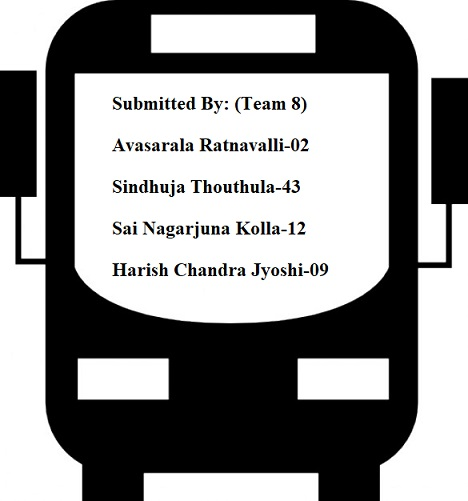 Submitted By: (Team 8)
Avasarala Ratnavalli-02
Sindhuja Thouthula-43
Sai Nagarjuna Kolla-12
Harish Chandra Jyoshi-09